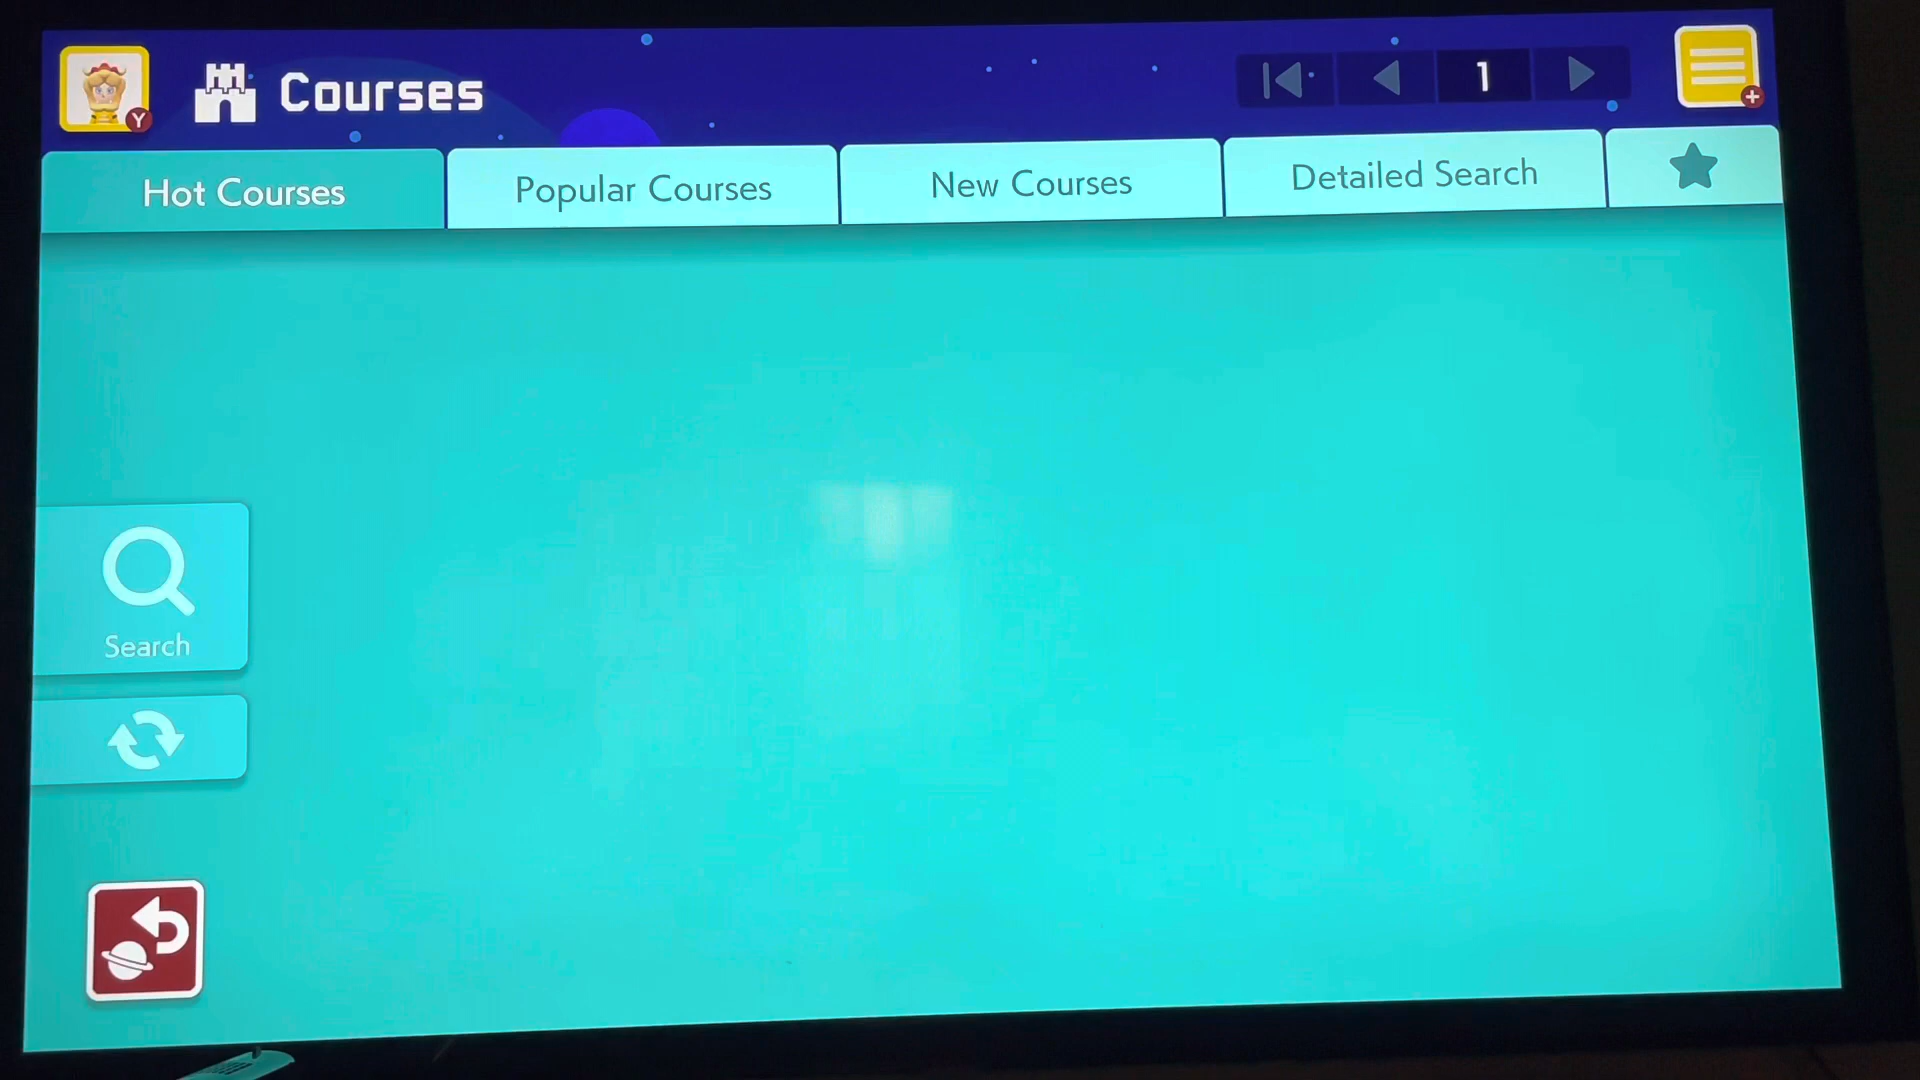 Y
Courses
1
+
Hot Courses
Popular Courses
New Courses
Detailed Search
Search